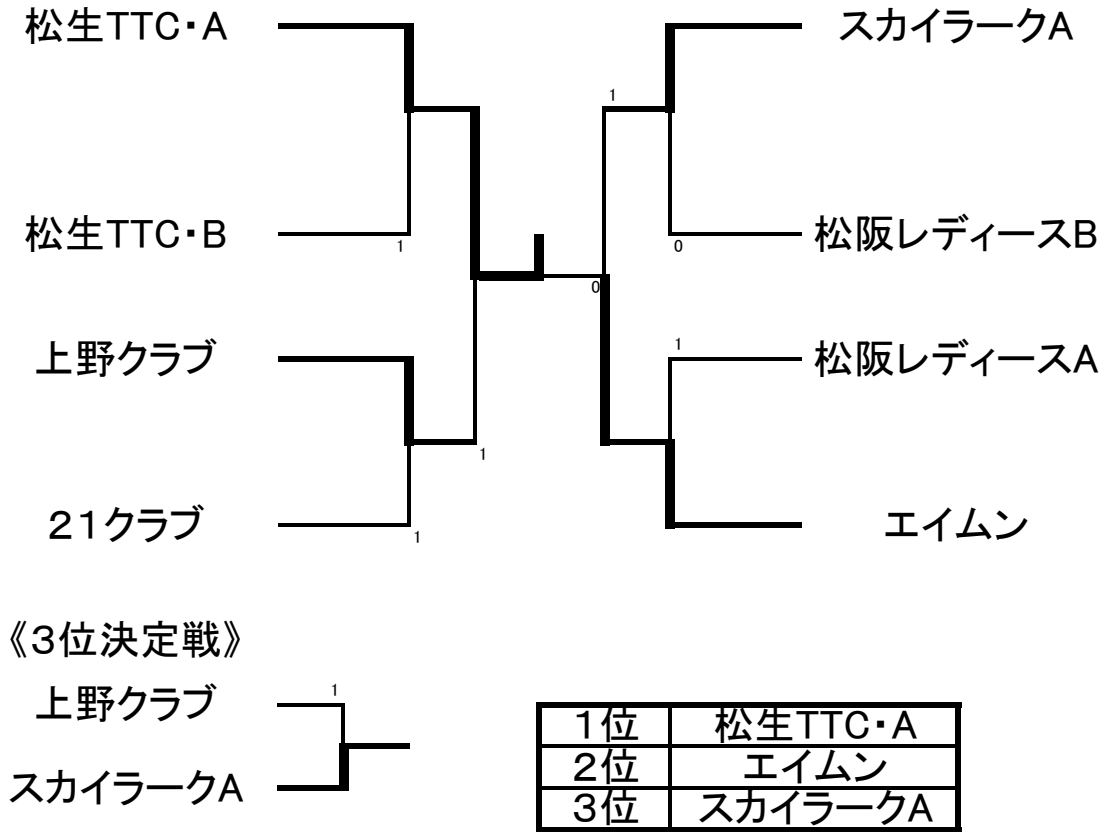 松生TTC・A
スカイラークA
1
松生TTC・B
1
松阪レディースB
0
0
上野クラブ
1
松阪レディースA
1
21クラブ
1
エイムン
《3位決定戦》
上野クラブ
1
スカイラークA
1位 松生TTC・A
2位 エイムン
3位 スカイラークA